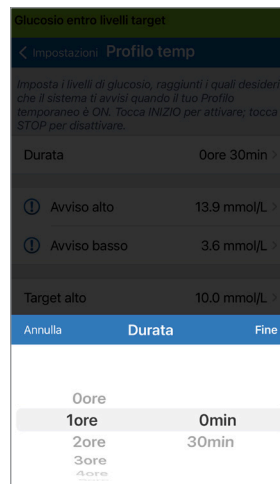 Glucosio entro livelli target
< Impostazioni Profilo temp
Imposta i livelli di glucosio, raggiunti i quali desideri
che il sistema ti avvisi quando il tuo Profilo
temporaneo è ON. Tocca INIZIO per attivare; tocca
STOP per disattivare.
Durata 0ore 30min >
Avviso alto 13.9 mmol/L >
Avviso basso 3.6 mmol/L >
Target alto 10.0 mmol/L >
Annulla Durata Fine
0ore
1ore 0min
2ore 30min
3ore
4ore